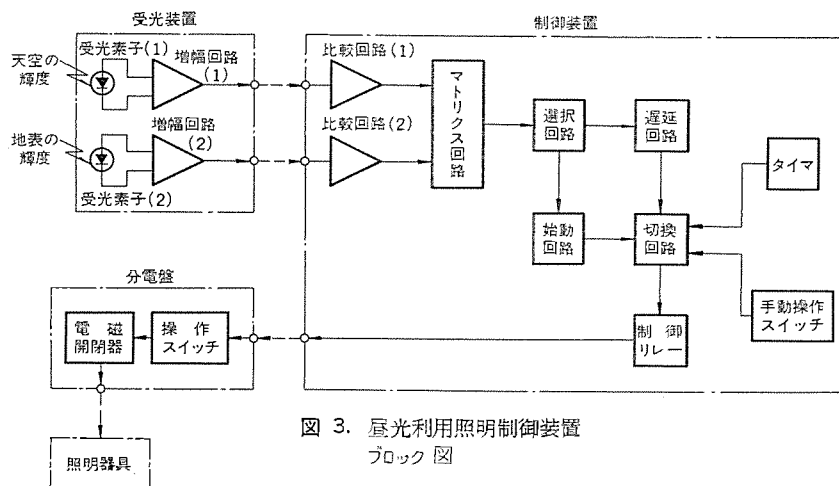 受光装置
受光素子(1)
増幅回路
(1)
天空の
輝度
地表の
輝度
増幅回路
(2)
受光素子(2)
制御装置
比較回路(1)
比較回路(2)
マトリクス回路
選択
回路
遅延
回路
タイマ
始動
回路
切換
回路
手動操作
スイッチ
制御
リレー
分電盤
電磁
開閉器
操作
スイッチ
照明器具
図 3. 昼光利用照明制御装置
ブロック図